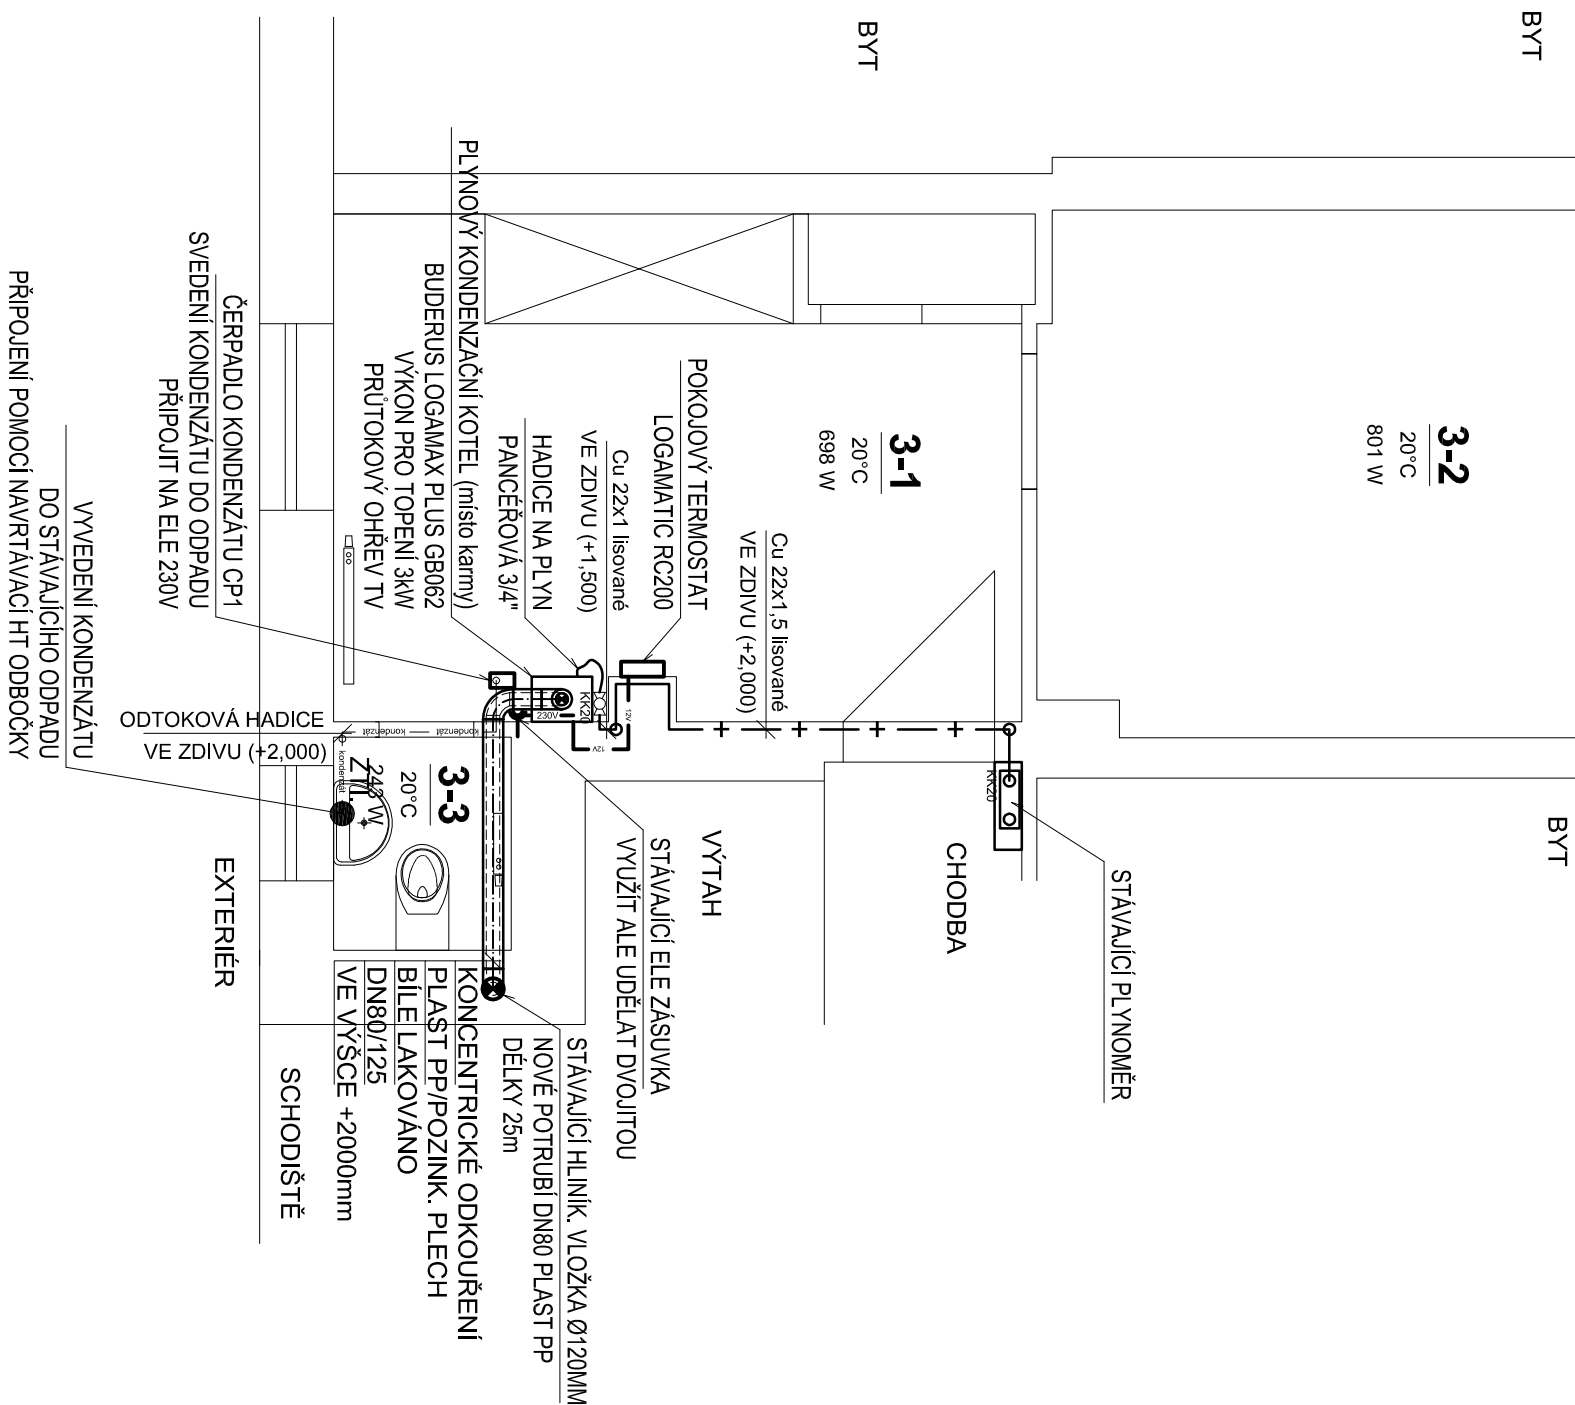 BYT
BYT
BYT
3-2
20°C
801 W
3-1
20°C
698 W
Cu 22x1,5 lisované
VE ZDIVU (+2,000)
POKOJOVÝ TERMOSTAT
LOGAMATIC RC200
Cu 22x1 lisované
VE ZDIVU (+1,500)
HADICE NA PLYN
PANCÉŘOVÁ 3/4"
PLYNOVÝ KONDENZAČNÍ KOTEL (místo karmy)
BUDERUS LOGAMAX PLUS GB062
VÝKON PRO TOPENÍ 3kW
PRŮTOKOVÝ OHŘEV TV
ČERPADLO KONDENZÁTU CP1
SVEDENÍ KONDENZÁTU DO ODPADU
PŘIPOJIT NA ELE 230V
VYVEDENÍ KONDENZÁTU
DO STÁVAJÍCÍHO ODPADU
PŘIPOJENÍ POMOCÍ NAVRTÁVACÍ HT ODBOČKY
ODTOKOVÁ HADICE
VE ZDIVU (+2,000)
KK20
230V
12V
12V
KK20
kondenzát
kondenzát
kondenzát
3-3
20°C
243 W
STÁVAJÍCÍ PLYNOMĚR
CHODBA
VÝTAH
STÁVAJÍCÍ ELE ZÁSUVKA
VYUŽÍT ALE UDĚLAT DVOJITOU
STÁVAJÍCÍ HLINÍK. VLOŽKA Ø120MM
NOVÉ POTRUBÍ DN80 PLAST PP
DÉLKY 25m
KONCENTRICKÉ ODKOUŘENÍ
PLAST PP/POZINK. PLECH
BÍLE LAKOVÁNO
DN80/125
VE VÝŠCE +2000mm
EXTERIÉR
SCHODIŠTĚ